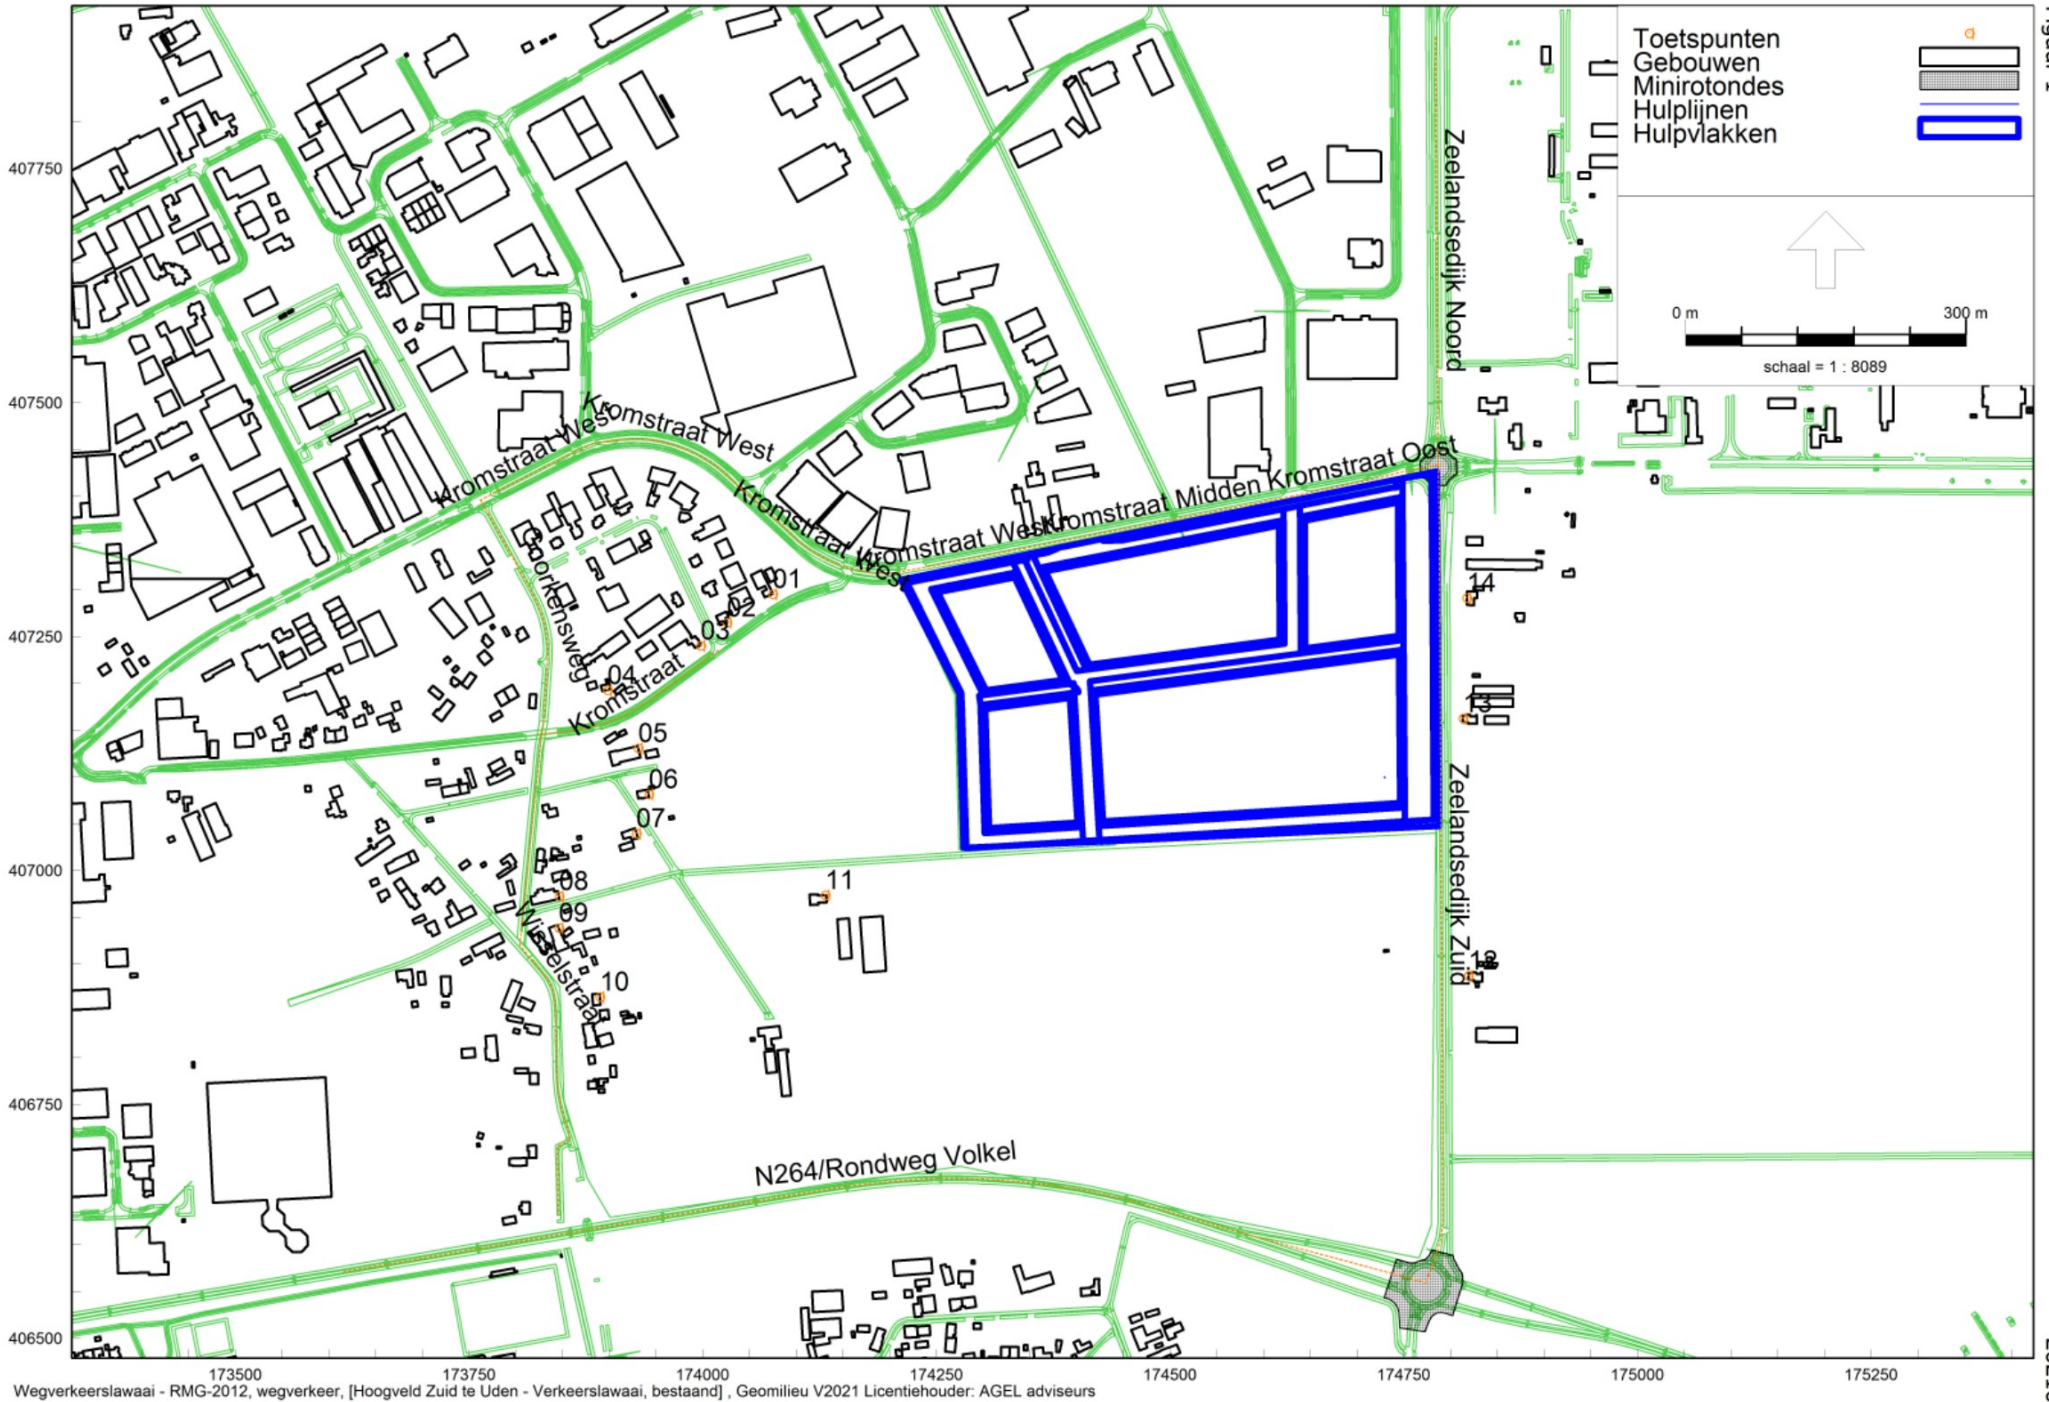 Toetspunten
Gebouwen
Minirotondes
Hulplijnen
Hulpvlakken
0 m 300 m
schaal = 1 : 8089
407750
407500
407250
407000
406750
406500
Zeelandsedijk Noord
Kromstraat West
Kromstraat West
Kromstraat West
Kromstraat West
Kromstraat Midden
Kromstraat Oost
Gorkensweg
Kromstraat
01
02
03
04
05
06
07
08
09
10
11
13
14
Zeelandsedijk Zuid
Wisselstraat
N264/Rondweg Volkel
173500 173750 174000 174250 174500 174750 175000 175250
Wegverkeerslawaai - RMG-2012, wegverkeer, [Hoogveld Zuid te Uden - Verkeerslawaai, bestaand] , Geomilieu V2021 Licentiehouder: AGEL adviseurs